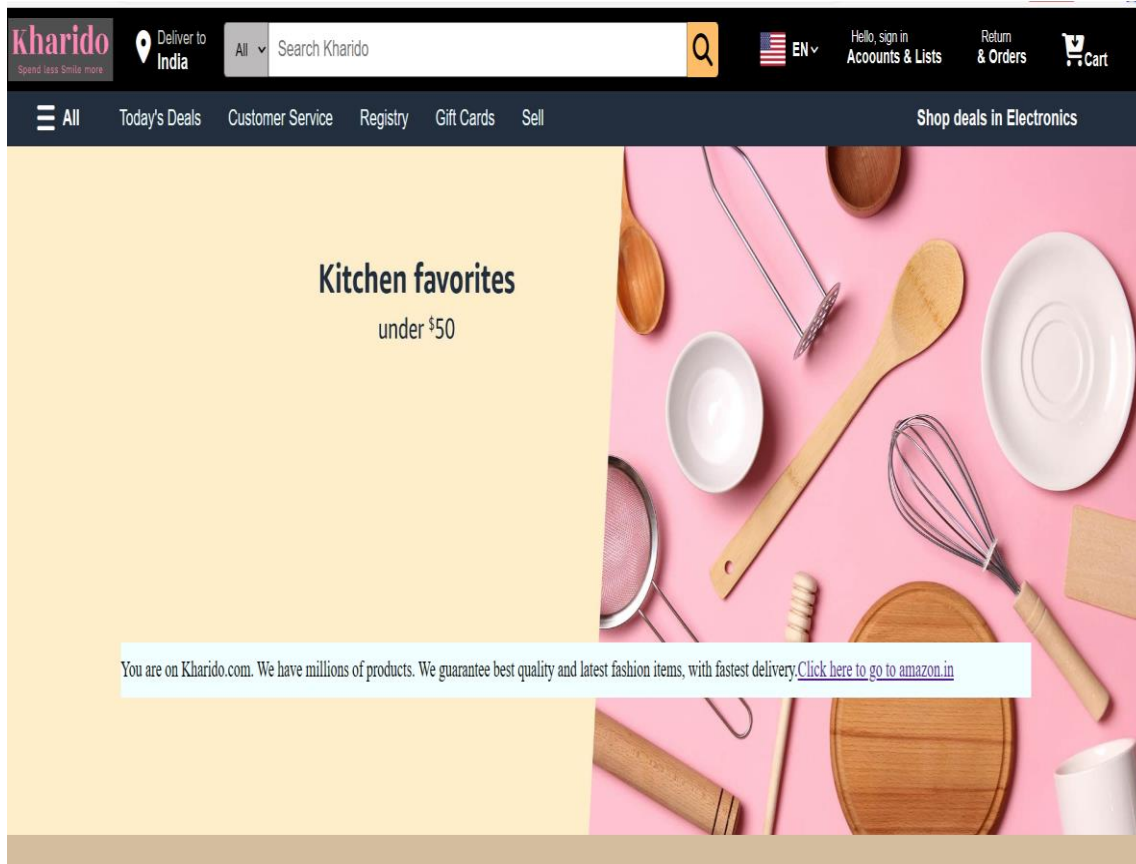 Kharido
Spend less Smile more
Deliver to
India
All
Search Kharido
EN
Hello, sign in
Acoounts & Lists
Return
& Orders
Cart
All
Today's Deals
Customer Service
Registry
Gift Cards
Sell
Shop deals in Electronics
Kitchen favorites
under $50
You are on Kharido.com. We have millions of products. We guarantee best quality and latest fashion items, with fastest delivery.Click here to go to amazon.in